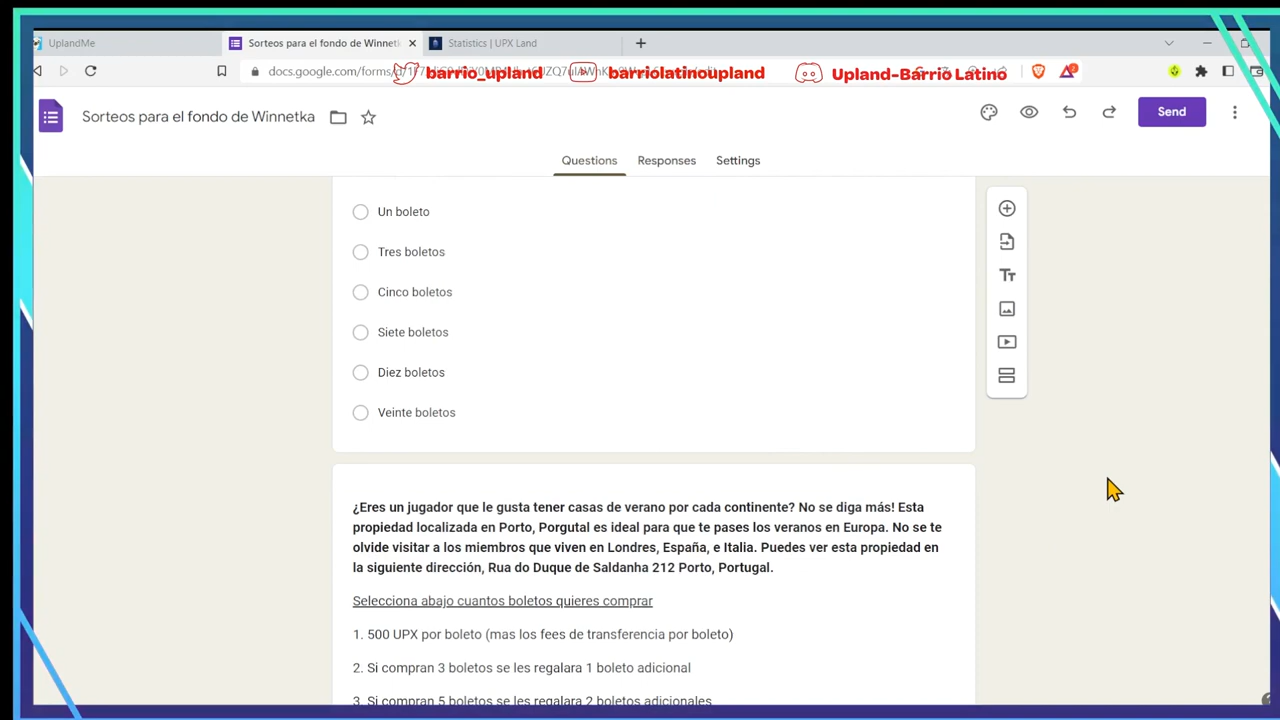 UplandMe
Sorteos para el fondo de Winnetk
Statistics | UPX Land
docs.google.com/forms/
barrio_upland
barriolatinoupland
Upland-Barrio Latino
Sorteos para el fondo de Winnetka
Send
Questions
Responses
Settings
Un boleto
Tres boletos
Cinco boletos
Siete boletos
Diez boletos
Veinte boletos
¿Eres un jugador que le gusta tener casas de verano por cada continente? No se diga más! Esta
propiedad localizada en Porto, Porgutal es ideal para que te pases los veranos en Europa. No se te
olvide visitar a los miembros que viven en Londres, España, e Italia. Puedes ver esta propiedad en
la siguiente dirección, Rua do Duque de Saldanha 212 Porto, Portugal.
Selecciona abajo cuantos boletos quieres comprar
1. 500 UPX por boleto (mas los fees de transferencia por boleto)
2. Si compran 3 boletos se les regalara 1 boleto adicional
3. Si compran 5 boletos se les regalara 2 boletos adicionales